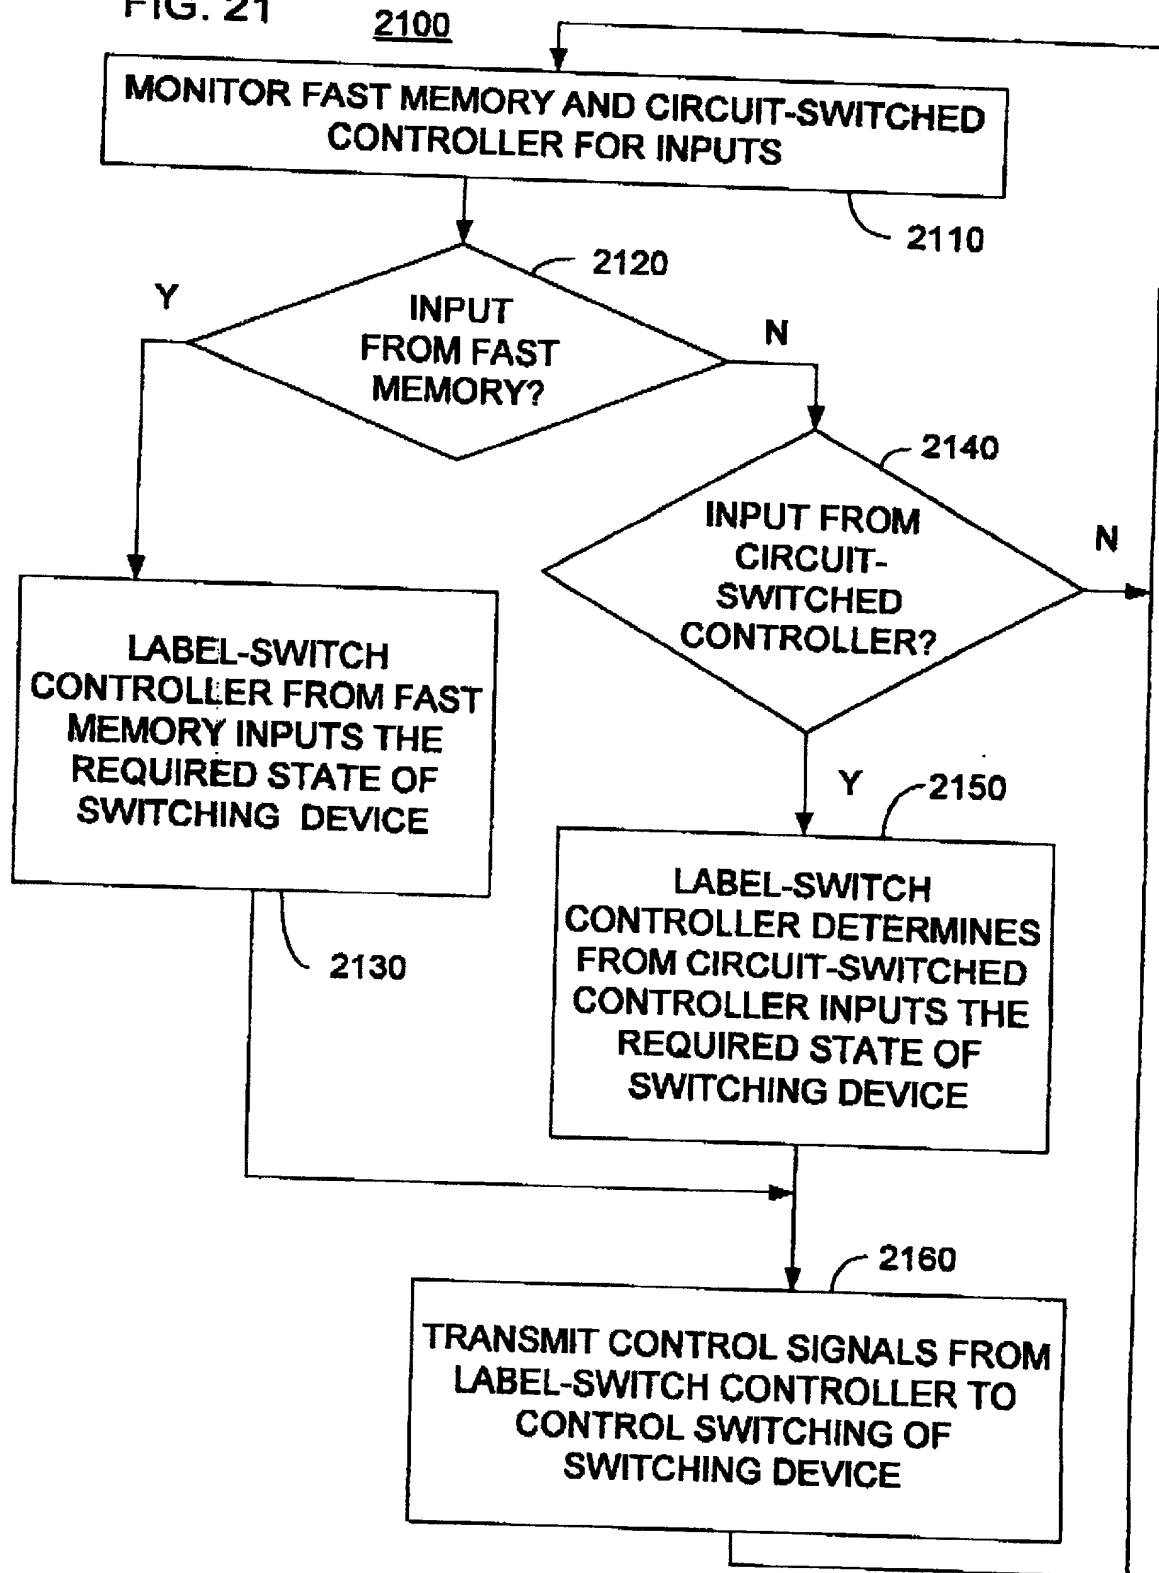 FIG. 21
2100
MONITOR FAST MEMORY AND CIRCUIT-SWITCHED
CONTROLLER FOR INPUTS
2110
2120
Y
INPUT
FROM FAST
MEMORY?
N
2140
INPUT FROM
CIRCUIT-
SWITCHED
CONTROLLER?
N
LABEL-SWITCH
CONTROLLER FROM FAST
MEMORY INPUTS THE
REQUIRED STATE OF
SWITCHING DEVICE
2130
Y
2150
LABEL-SWITCH
CONTROLLER DETERMINES
FROM CIRCUIT-SWITCHED
CONTROLLER INPUTS THE
REQUIRED STATE OF
SWITCHING DEVICE
2160
TRANSMIT CONTROL SIGNALS FROM
LABEL-SWITCH CONTROLLER TO
CONTROL SWITCHING OF
SWITCHING DEVICE